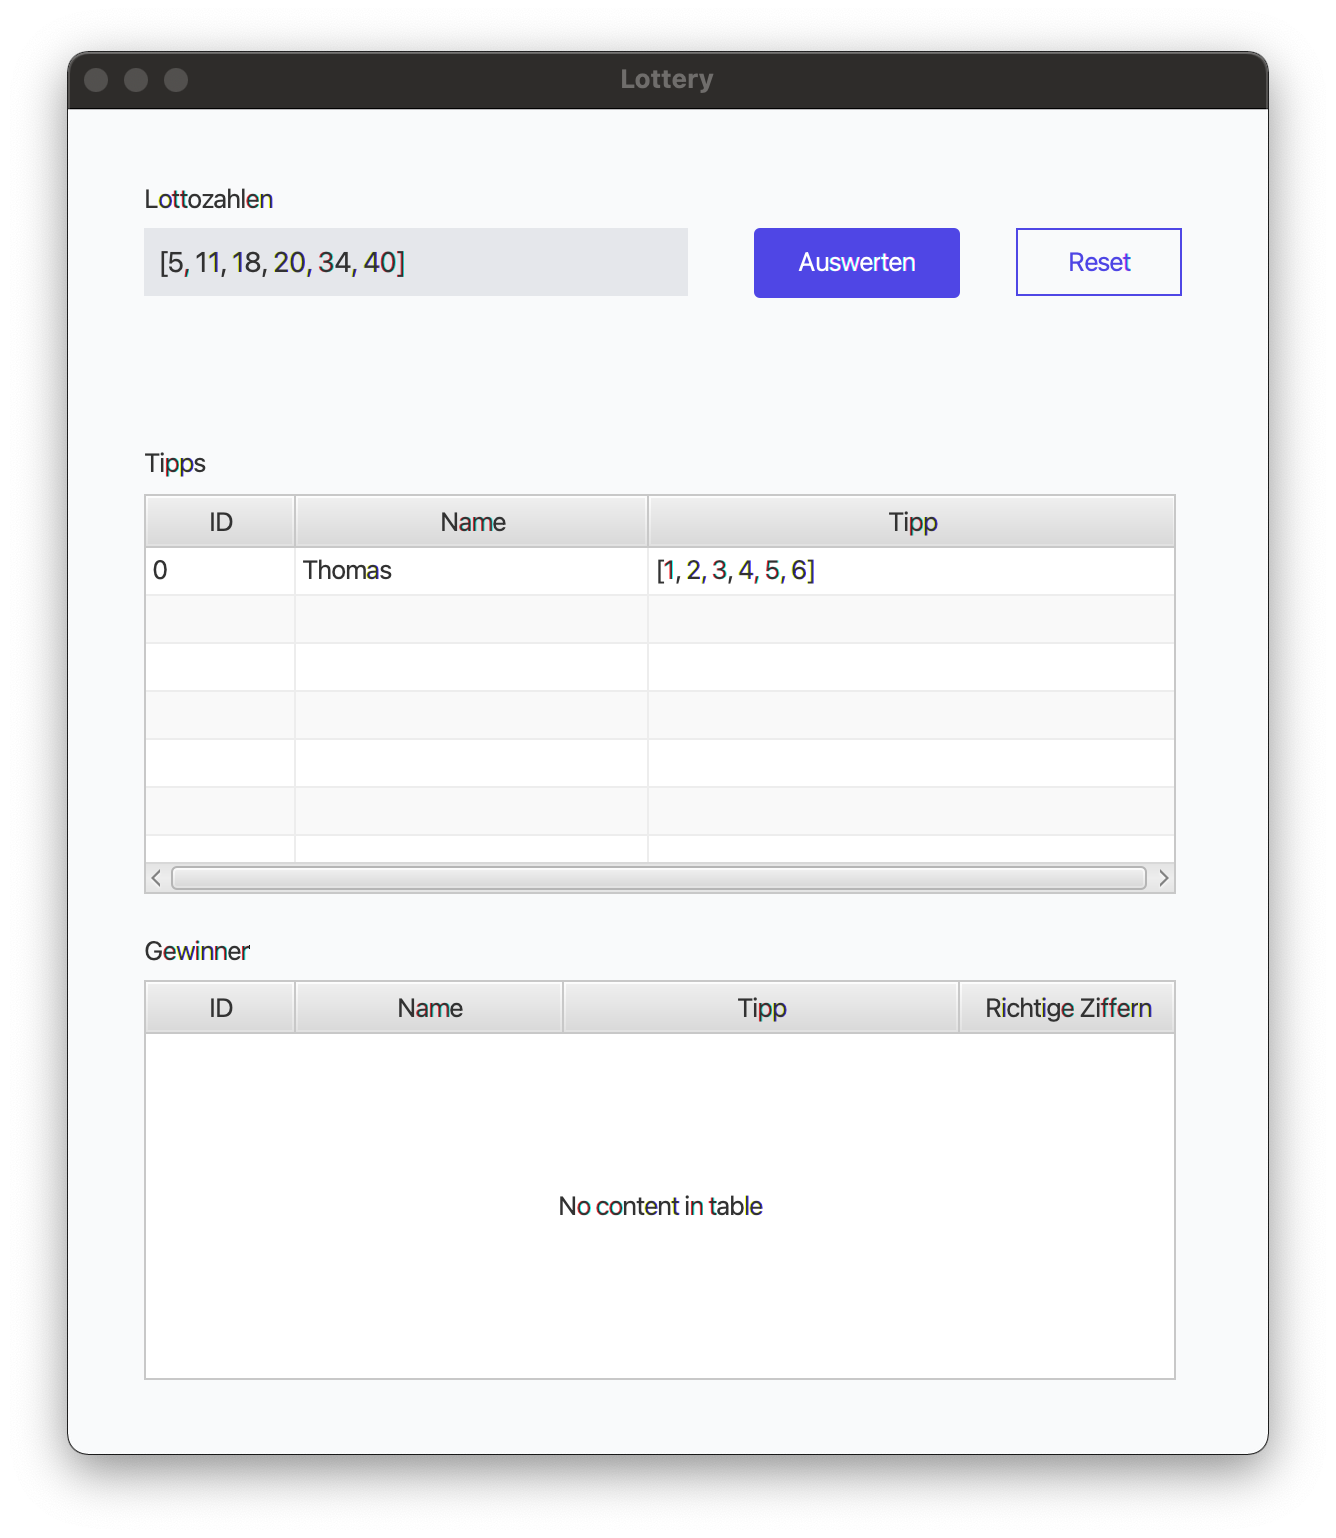 Lottery
Lottozahlen
[5, 11, 18, 20, 34, 40] Auswerten Reset
Tipps
ID Name Tipp
0 Thomas [1, 2, 3, 4, 5, 6]
Gewinner
ID Name Tipp Richtige Ziffern
No content in table